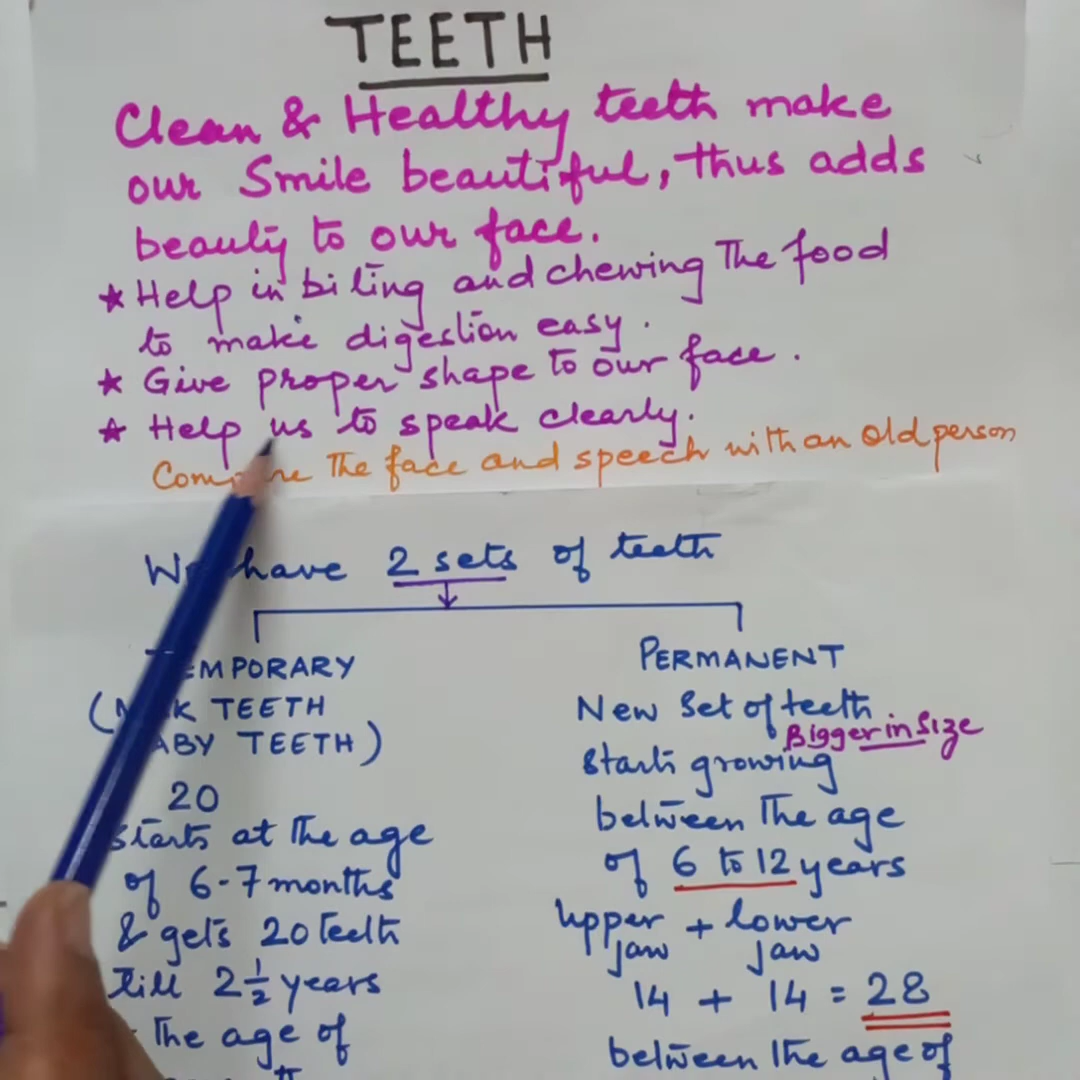 TEETH
Clean & Healthy teeth make
our Smile beautiful, thus adds
beauty to our face.
★ Help in biting and chewing the food
to make digestion easy.
★ Give proper shape to our face.
★ Help us to speak clearly.
the face and speech with an old person
have 2 sets of teeth
TEMPORARY
PERMANENT
( TEETH
BABY TEETH)
20
starts at the age
of 6-7 months
& gets 20 teeth
till 2 1/2 years
the age of
New Set of teeth
Bigger in Size
starts growing
between the age
of 6 to 12 years
upper jaw + lower jaw
14 + 14 = 28
between the age of